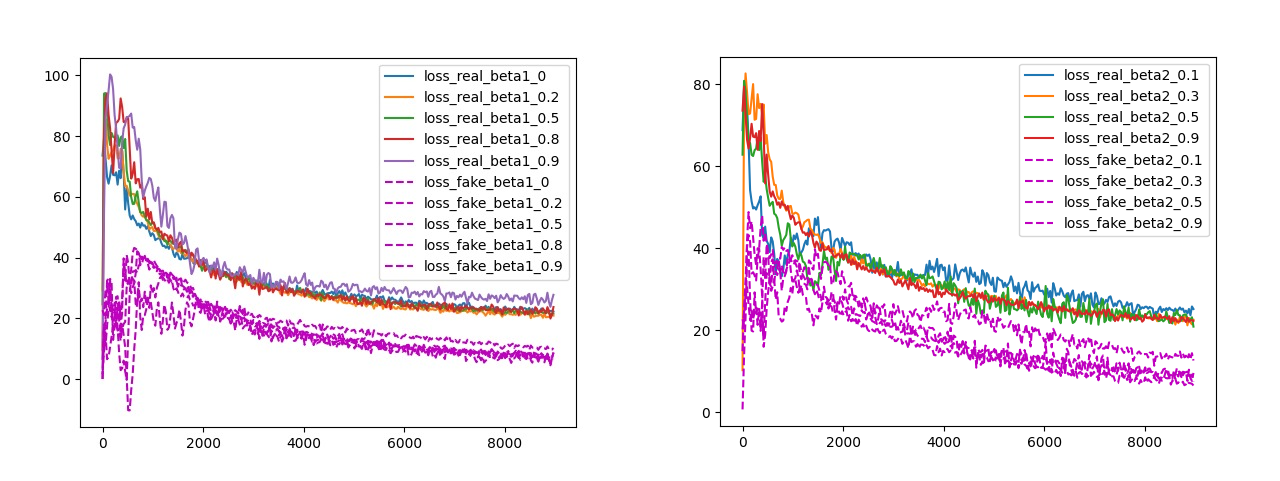 100
80
60
40
20
0
0
2000
4000
6000
8000
loss_real_beta1_0
loss_real_beta1_0.2
loss_real_beta1_0.5
loss_real_beta1_0.8
loss_real_beta1_0.9
loss_fake_beta1_0
loss_fake_beta1_0.2
loss_fake_beta1_0.5
loss_fake_beta1_0.8
loss_fake_beta1_0.9
80
60
40
20
0
0
2000
4000
6000
8000
loss_real_beta2_0.1
loss_real_beta2_0.3
loss_real_beta2_0.5
loss_real_beta2_0.9
loss_fake_beta2_0.1
loss_fake_beta2_0.3
loss_fake_beta2_0.5
loss_fake_beta2_0.9